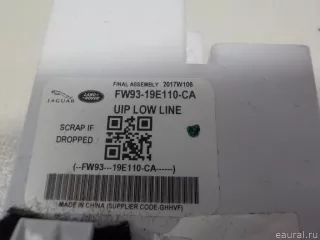 FINAL ASSEMBLY 2017W106
JAGUAR
LAND ROVER
FW93-19E110-CA
UIP LOW LINE
SCRAP IF
DROPPED :
(--FW93---19E110-CA------)
MADE IN CHINA (SUPPLIER CODE:GHHVF)
eaural.ru